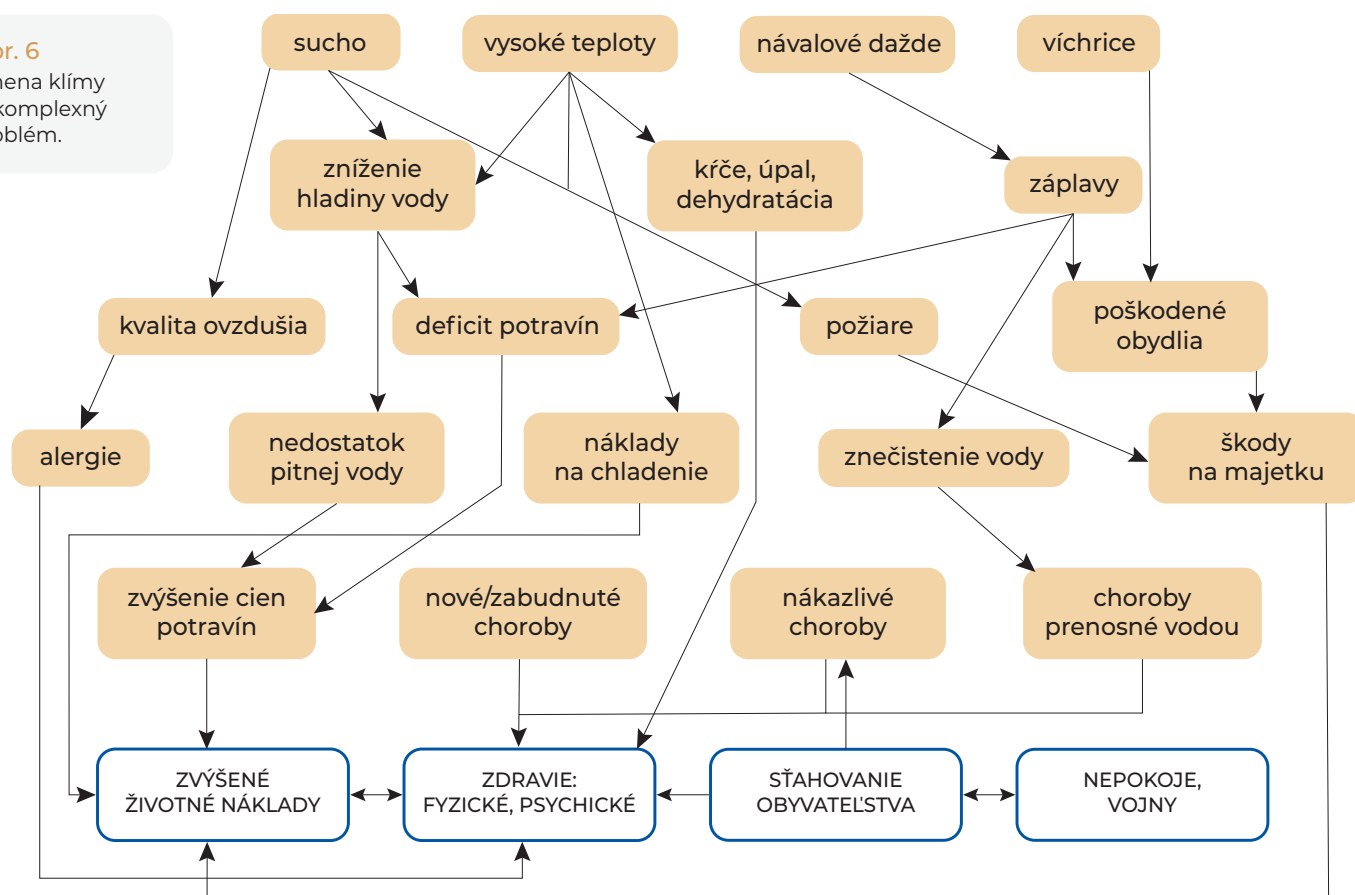 br. 6
nena klímy
komplexný
oblém.
sucho
vysoké teploty
návalové dažde
víchrice
zníženie
hladiny vody
kŕče, úpal,
dehydratácia
záplavy
kvalita ovzdušia
deficit potravín
požiare
poškodené
obydlia
alergie
nedostatok
pitnej vody
náklady
na chladenie
znečistenie vody
škody
na majetku
zvýšenie cien
potravín
nové/zabudnuté
choroby
nákazlivé
choroby
choroby
prenosné vodou
ZVÝŠENÉ
ŽIVOTNÉ NÁKLADY
ZDRAVIE:
FYZICKÉ, PSYCHICKÉ
SŤAHOVANIE
OBYVATEĽSTVA
NEPOKOJE,
VOJNY